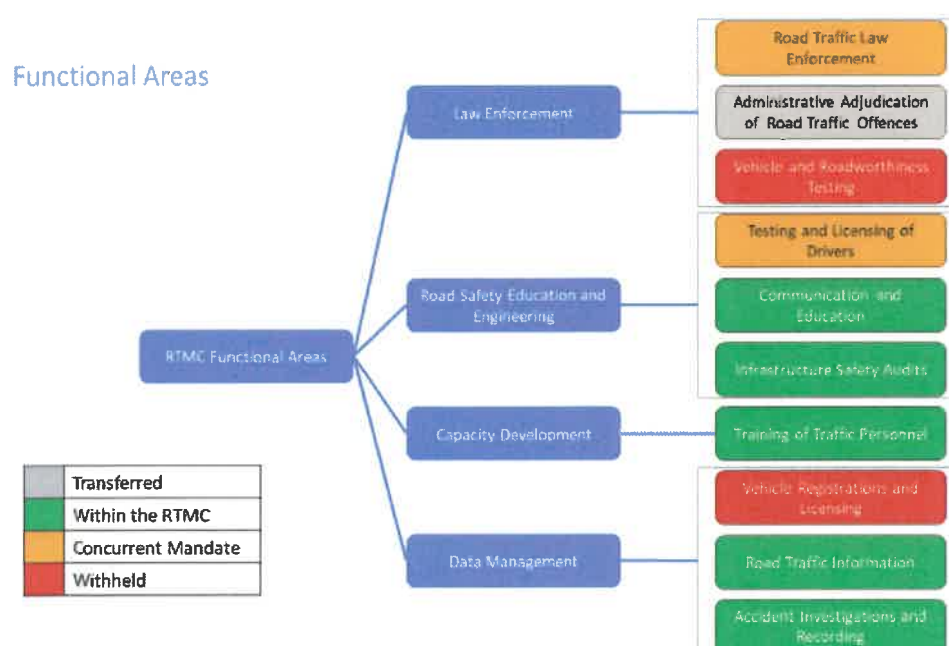 Functional Areas
RTMC Functional Areas
Law Enforcement
Road Traffic Law
Enforcement
Administrative Adjudication
of Road Traffic Offences
Vehicle and Roadworthiness
Testing
Road Safety Education and
Engineering
Testing and Licensing of
Drivers
Communication and
Education
Infrastructure Safety Audits
Capacity Development
Training of Traffic Personnel
Data Management
Vehicle Registrations and
Licensing
Road Traffic Information
Accident Investigations and
Recording
Transferred
Within the RTMC
Concurrent Mandate
Withheld